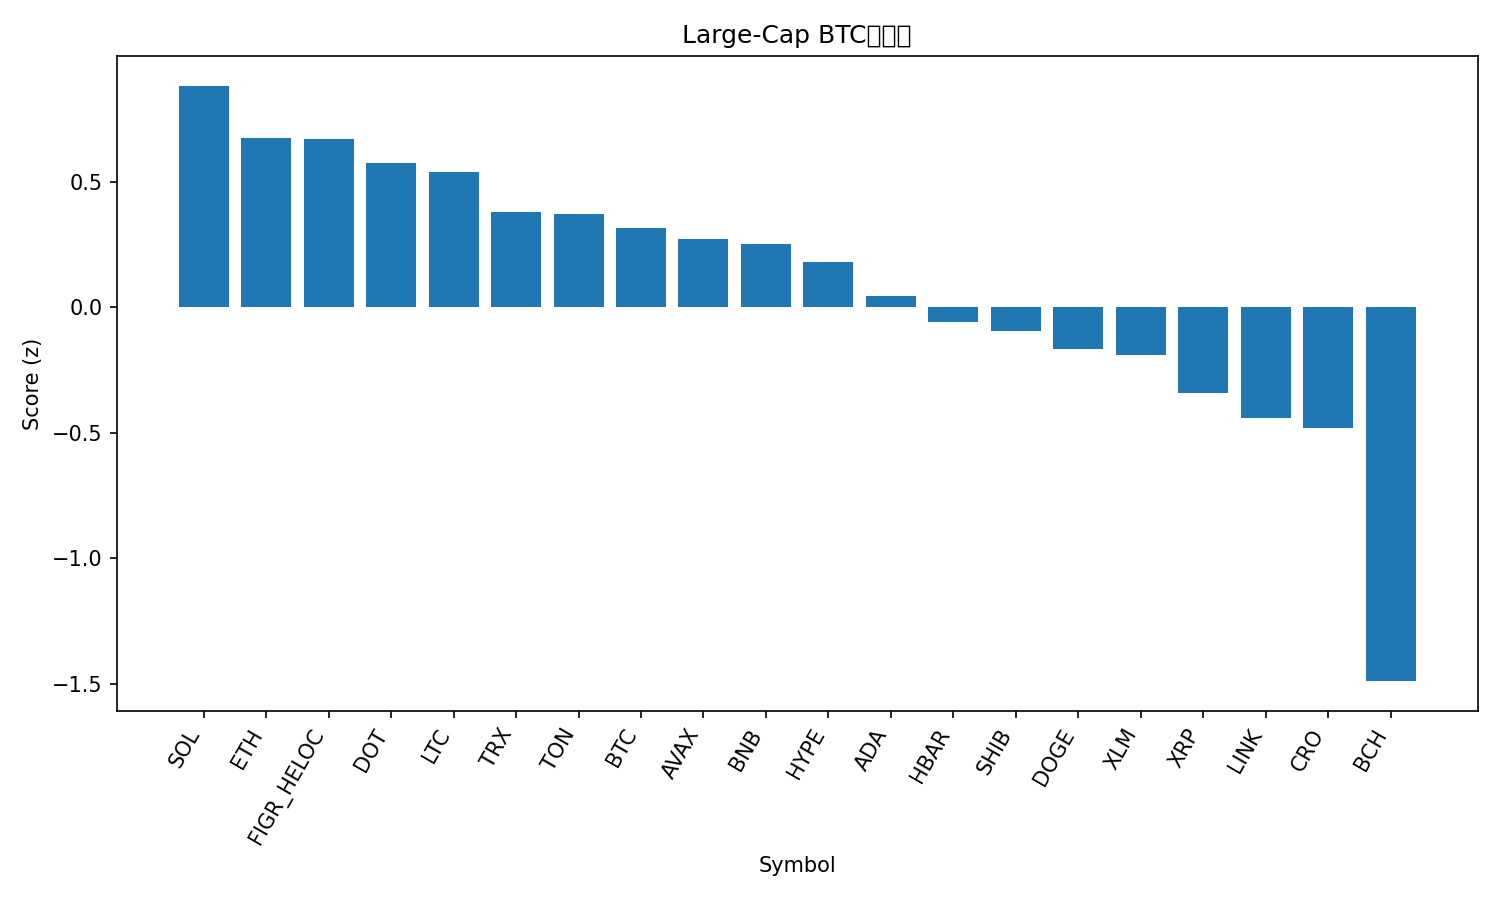 Large-Cap BTC
Score (z)
0.5
0.0
−0.5
−1.0
−1.5
SOL
ETH
FIGR_HELOC
DOT
LTC
TRX
TON
BTC
AVAX
BNB
HYPE
ADA
HBAR
SHIB
DOGE
XLM
XRP
LINK
CRO
BCH
Symbol